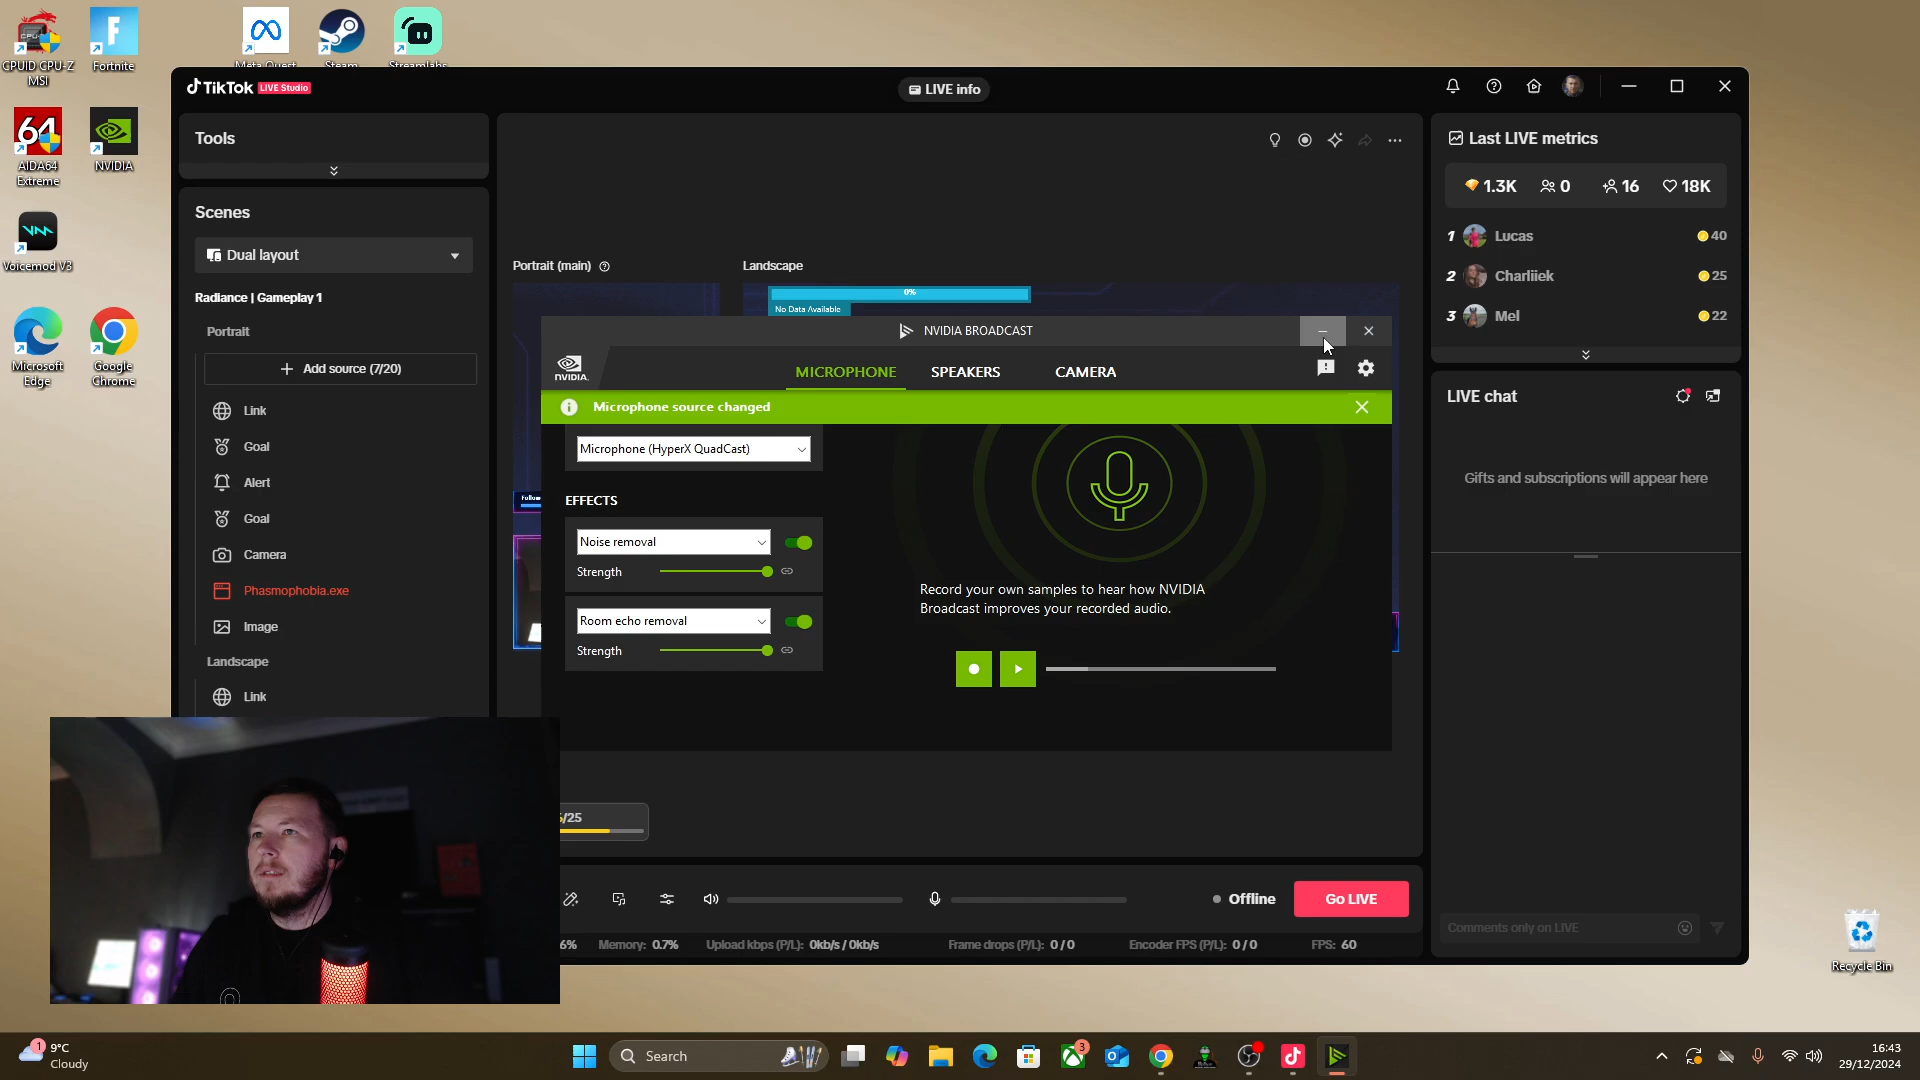 CPUID CPU-Z
MSI
Fortnite
Meta Quest
Steam
Streamlabs
AIDA64
Extreme
NVIDIA
Voicemod V3
Microsoft
Edge
Google
Chrome
TikTok LIVE Studio
LIVE info
Tools
Scenes
Dual layout
Radiance | Gameplay 1
Portrait
Add source (7/20)
Link
Goal
Alert
Goal
Camera
Phasmophobia.exe
Image
Landscape
Link
Portrait (main)
Landscape
0%
No Data Available
NVIDIA BROADCAST
NVIDIA.
MICROPHONE
SPEAKERS
CAMERA
Microphone source changed
Microphone (HyperX QuadCast)
EFFECTS
Noise removal
Strength
Room echo removal
Strength
Record your own samples to hear how NVIDIA
Broadcast improves your recorded audio.
/25
Offline
Go LIVE
6%
Memory: 0.7%
Upload kbps (P/L): 0kb/s / 0kb/s
Frame drops (P/L): 0 / 0
Encoder FPS (P/L): 0 / 0
FPS: 60
Last LIVE metrics
1.3K
0
16
18K
1 Lucas 40
2 Charliiek 25
3 Mel 22
LIVE chat
Gifts and subscriptions will appear here
Comments only on LIVE
Recycle Bin
1
9°C
Cloudy
Search
3
16:43
29/12/2024